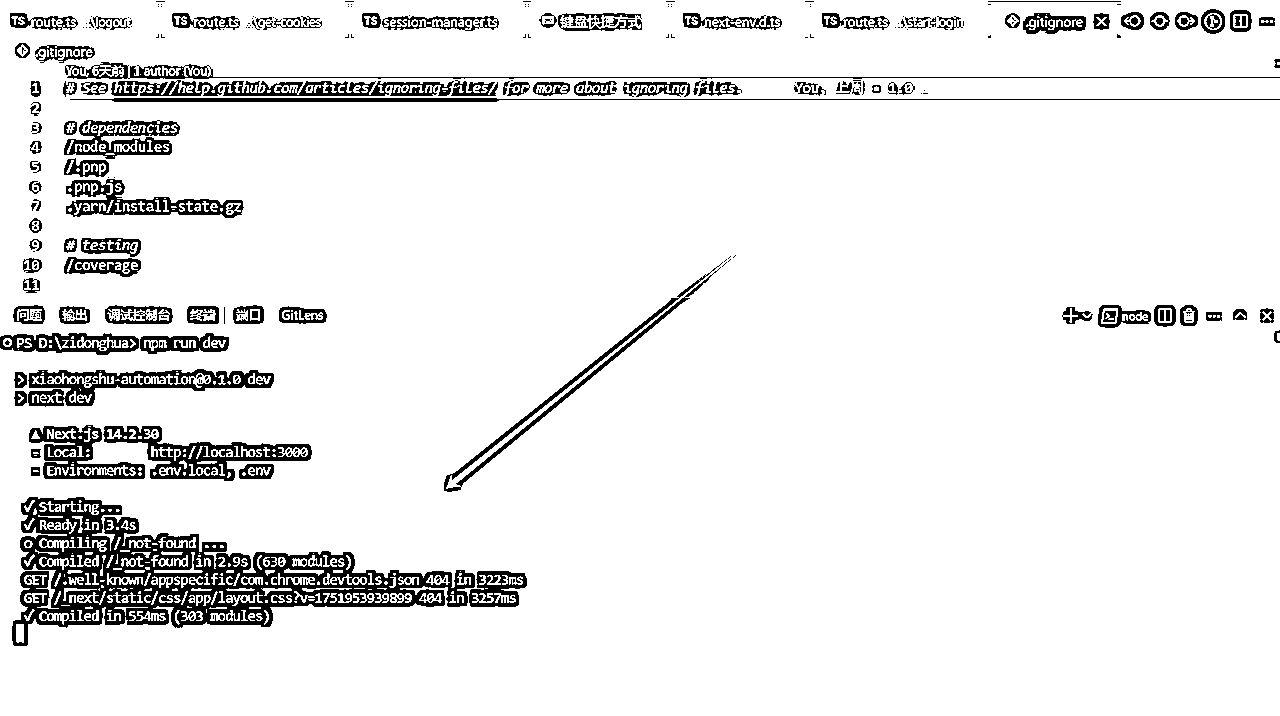 TS route.ts ...\logout TS route.ts ...\get-cookies TS session-manager.ts 键盘快捷方式 TS next-env.d.ts TS route.ts ...\start-login .gitignore
.gitignore
You, 6天前 | 1 author (You)
1 # See https://help.github.com/articles/ignoring-files/ for more about ignoring files. You, 上周 • 1.0 …
2
3 # dependencies
4 /node_modules
5 /.pnp
6 .pnp.js
7 .yarn/install-state.gz
8
9 # testing
10 /coverage
11
问题 输出 调试控制台 终端 端口 GitLens node
PS D:\zidonghua> npm run dev
> xiaohongshu-automation@0.1.0 dev
> next dev
▲ Next.js 14.2.30
- Local: http://localhost:3000
- Environments: .env.local, .env
✓ Starting...
✓ Ready in 3.4s
○ Compiling /_not-found ...
✓ Compiled /_not-found in 2.9s (630 modules)
GET /.well-known/appspecific/com.chrome.devtools.json 404 in 3223ms
GET /_next/static/css/app/layout.css?v=1751953939899 404 in 3257ms
✓ Compiled in 554ms (303 modules)